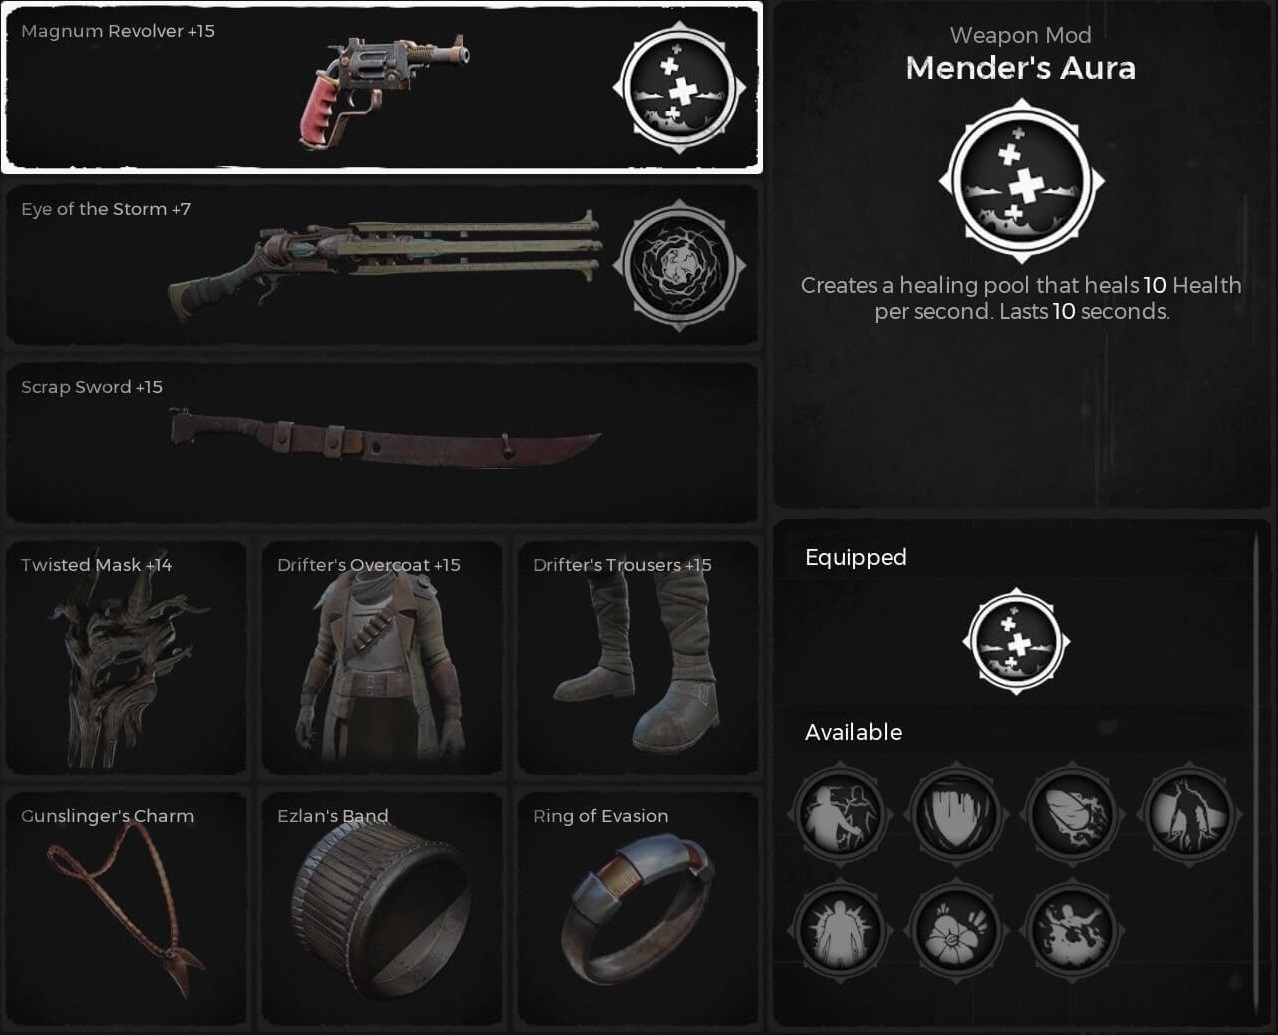 Magnum Revolver +15
Eye of the Storm +7
Scrap Sword +15
Twisted Mask +14
Drifter's Overcoat +15
Drifter's Trousers +15
Gunslinger's Charm
Ezlan's Band
Ring of Evasion
Weapon Mod
Mender's Aura
Creates a healing pool that heals 10 Health
per second. Lasts 10 seconds.
Equipped
Available